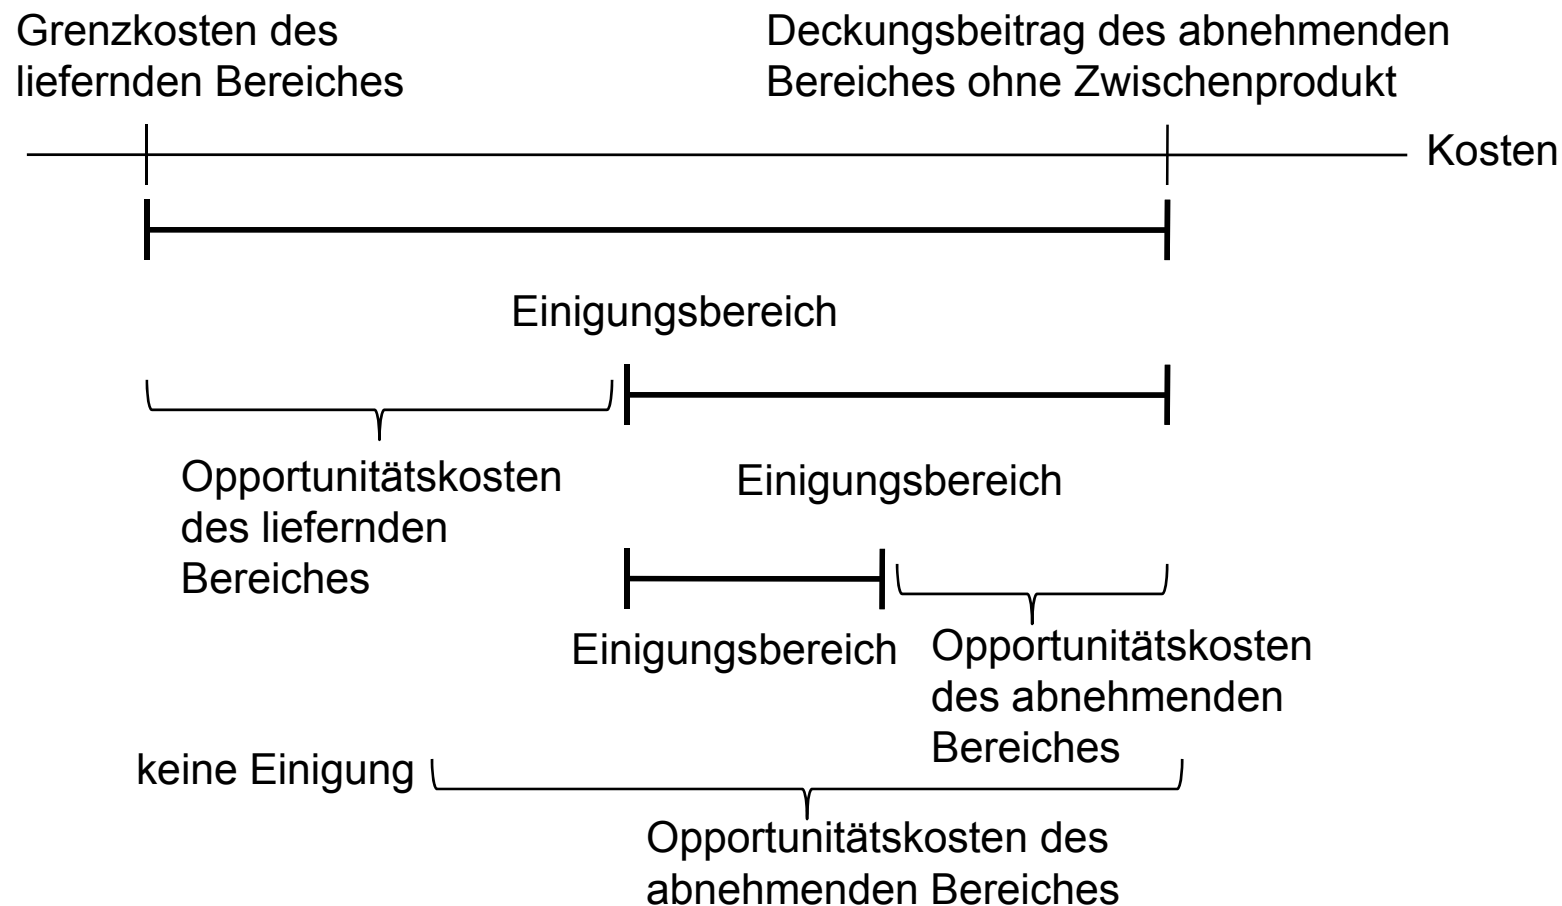 Grenzkosten des
liefernden Bereiches
Deckungsbeitrag des abnehmenden
Bereiches ohne Zwischenprodukt
Kosten
Einigungsbereich
Opportunitätskosten
des liefernden
Bereiches
Einigungsbereich
Einigungsbereich
Opportunitätskosten
des abnehmenden
Bereiches
keine Einigung
Opportunitätskosten des
abnehmenden Bereiches